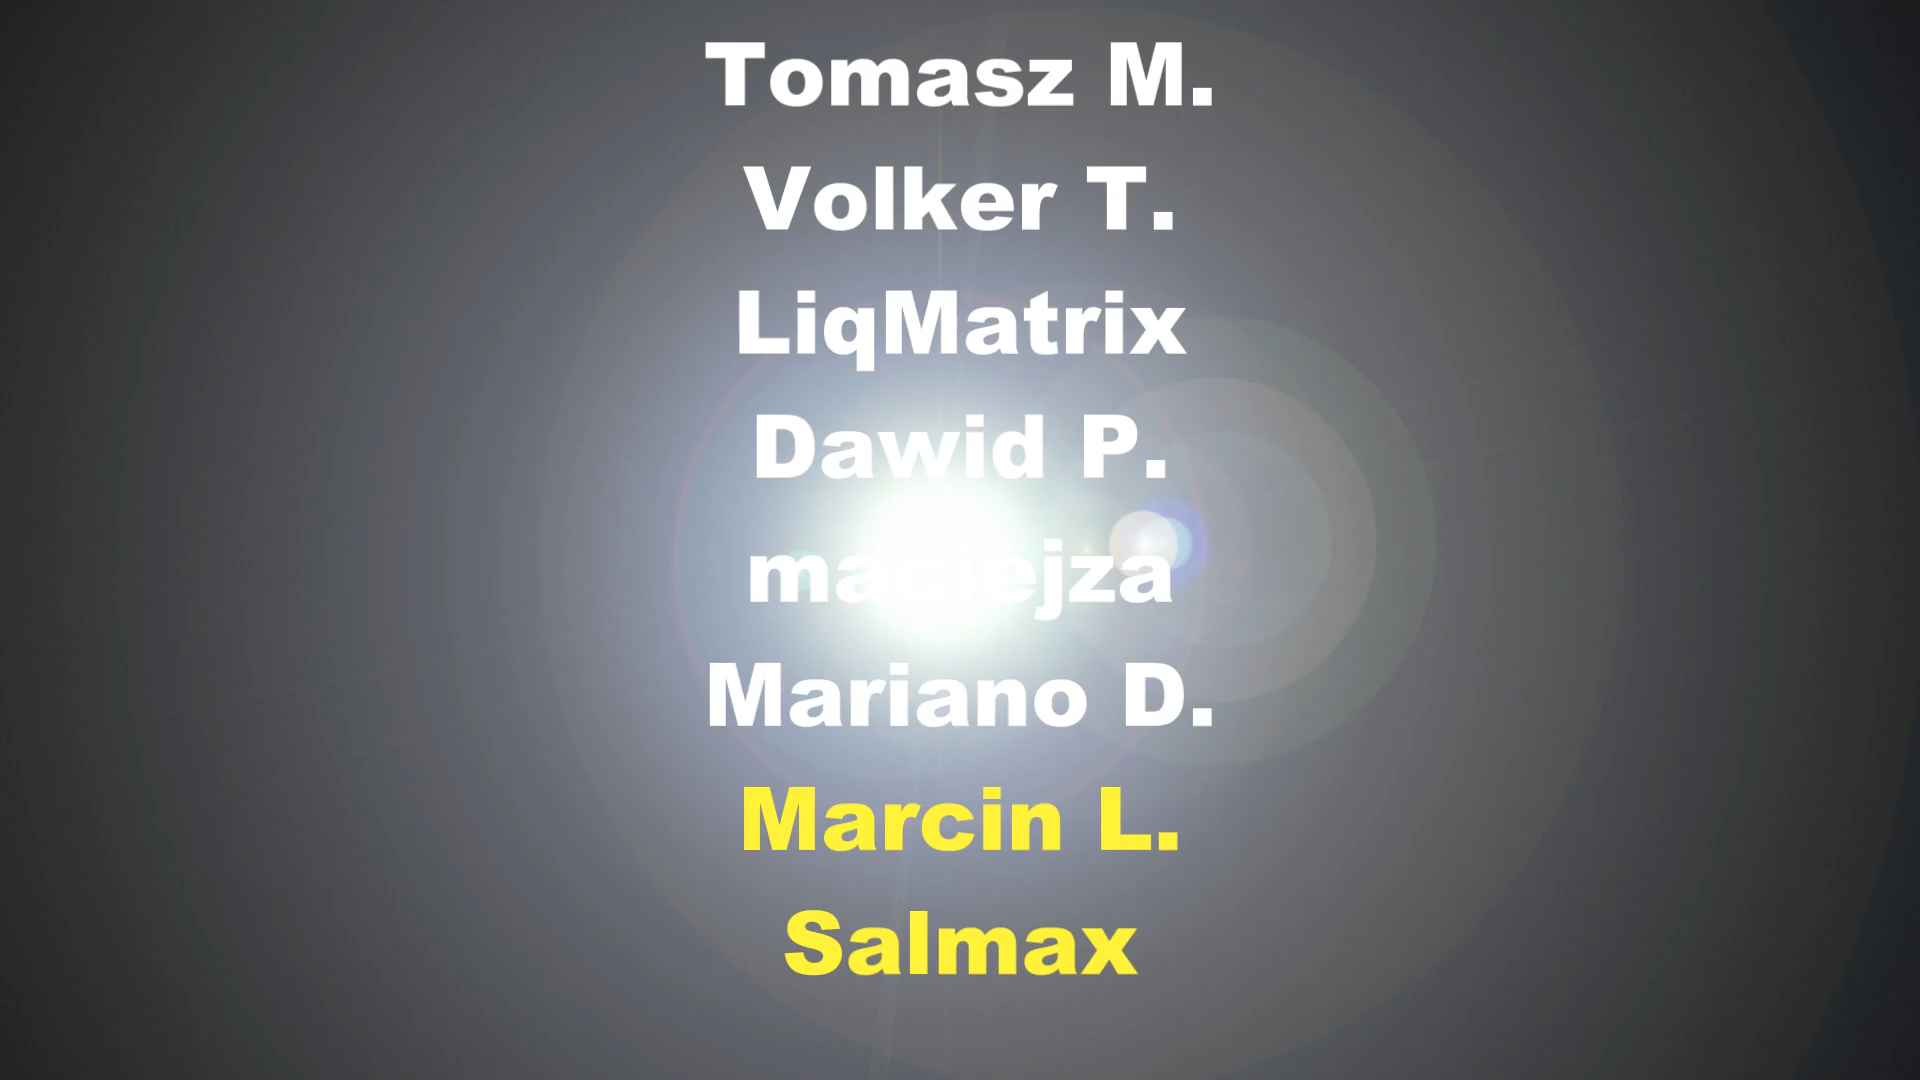 Tomasz M.
Volker T.
LiqMatrix
Dawid P.
maciejza
Mariano D.
Marcin L.
Salmax